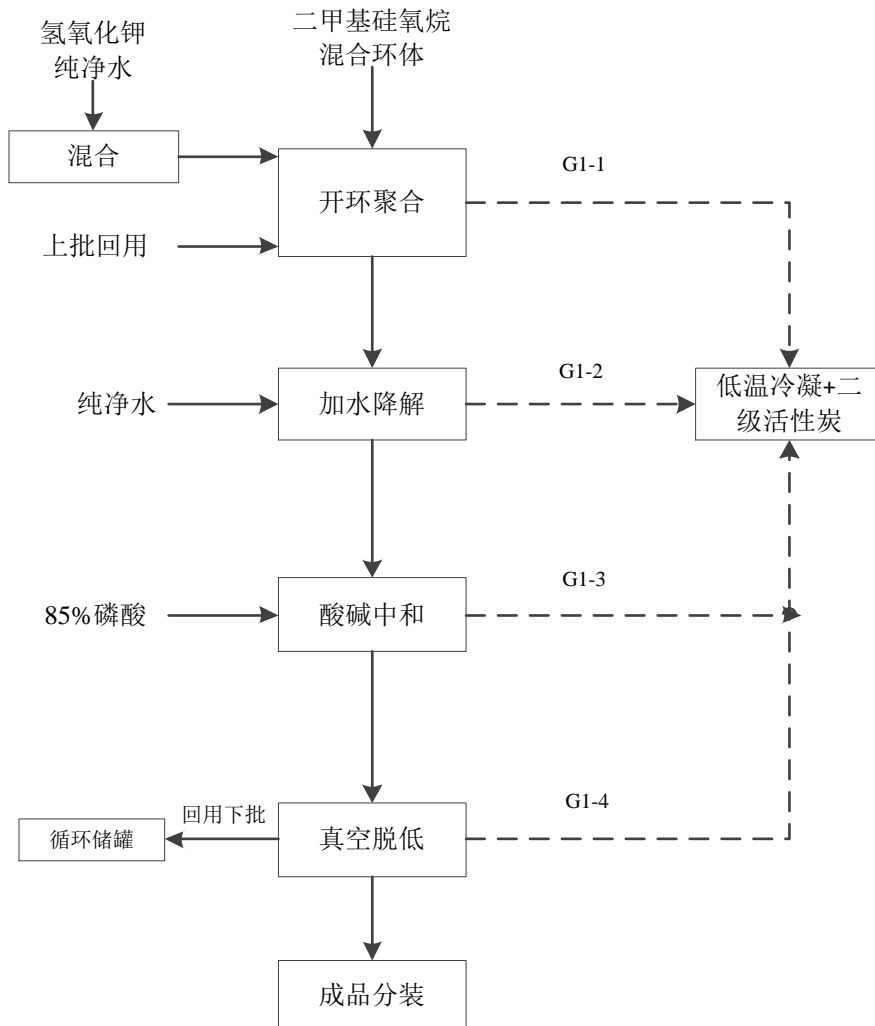 氢氧化钾
纯净水
二甲基硅氧烷
混合环体
混合
开环聚合
G1-1
上批回用
纯净水
加水降解
G1-2
低温冷凝+二
级活性炭
85%磷酸
酸碱中和
G1-3
循环储罐
回用下批
真空脱低
G1-4
成品分装